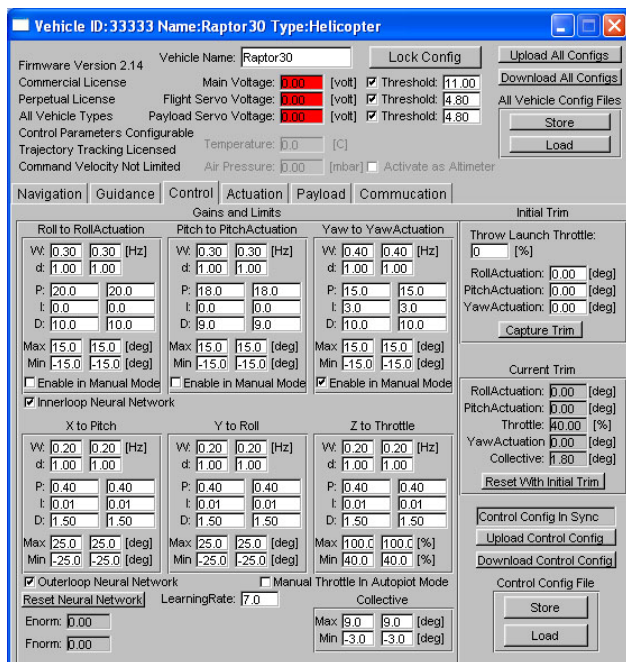 Vehicle ID:33333 Name:Raptor30 Type:Helicopter
Firmware Version 2.14
Vehicle Name: Raptor30
Lock Config
Upload All Configs
Commercial License
Main Voltage: 0.00 [volt] Threshold: 11.00
Download All Configs
Perpetual License
Flight Servo Voltage: 0.00 [volt] Threshold: 4.80
All Vehicle Config Files
All Vehicle Types
Payload Servo Voltage: 0.00 [volt] Threshold: 4.80
Store
Control Parameters Configurable
Trajectory Tracking Licensed
Temperature: 0.0 [C]
Load
Command Velocity Not Limited
Air Pressure: 0.00 [mbar] Activate as Altimeter
Navigation Guidance Control Actuation Payload Commucation
Gains and Limits
Roll to RollActuation
W: 0.30 0.30 [Hz]
d: 1.00 1.00
P: 20.0 20.0
I: 0.0 0.0
D: 10.0 10.0
Max 15.0 15.0 [deg]
Min -15.0 -15.0 [deg]
Enable in Manual Mode
Pitch to PitchActuation
W: 0.30 0.30 [Hz]
d: 1.00 1.00
P: 18.0 18.0
I: 0.0 0.0
D: 9.0 9.0
Max 15.0 15.0 [deg]
Min -15.0 -15.0 [deg]
Enable in Manual Mode
Yaw to YawActuation
W: 0.40 0.40 [Hz]
d: 1.00 1.00
P: 15.0 15.0
I: 3.0 3.0
D: 10.0 10.0
Max 15.0 15.0 [deg]
Min -15.0 -15.0 [deg]
Enable in Manual Mode
Innerloop Neural Network
X to Pitch
W: 0.20 0.20 [Hz]
d: 1.00 1.00
P: 0.40 0.40
I: 0.01 0.01
D: 1.50 1.50
Max 25.0 25.0 [deg]
Min -25.0 -25.0 [deg]
Y to Roll
W: 0.20 0.20 [Hz]
d: 1.00 1.00
P: 0.40 0.40
I: 0.01 0.01
D: 1.50 1.50
Max 25.0 25.0 [deg]
Min -25.0 -25.0 [deg]
Z to Throttle
W: 0.20 0.20 [Hz]
d: 1.00 1.00
P: 0.40 0.40
I: 0.01 0.01
D: 1.50 1.50
Max 100.0 100.0 [%]
Min 40.0 40.0 [%]
Outerloop Neural Network
Manual Throttle In Autopiot Mode
Reset Neural Network
LearningRate: 7.0
Enorm: 0.00
Fnorm: 0.00
Collective
Max 9.0 9.0 [deg]
Min -3.0 -3.0 [deg]
Initial Trim
Throw Launch Throttle:
0 [%]
RollActuation: 0.00 [deg]
PitchActuation: 0.00 [deg]
YawActuation: 0.00 [deg]
Capture Trim
Current Trim
RollActuation: 0.00 [deg]
PitchActuation: 0.00 [deg]
Throttle: 40.00 [%]
YawActuation 0.00 [deg]
Collective: 1.80 [deg]
Reset With Initial Trim
Control Config In Sync
Upload Control Config
Download Control Config
Control Config File
Store
Load